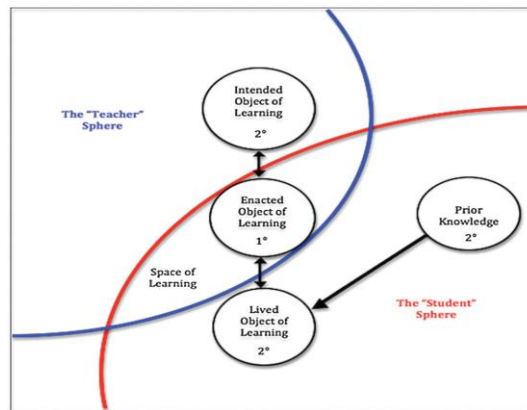 Intended
Object of
Learning
2°
The "Teacher"
Sphere
Enacted
Object of
Learning
1°
Prior
Knowledge
2°
Space of
Learning
Lived
Object of
Learning
2°
The "Student"
Sphere